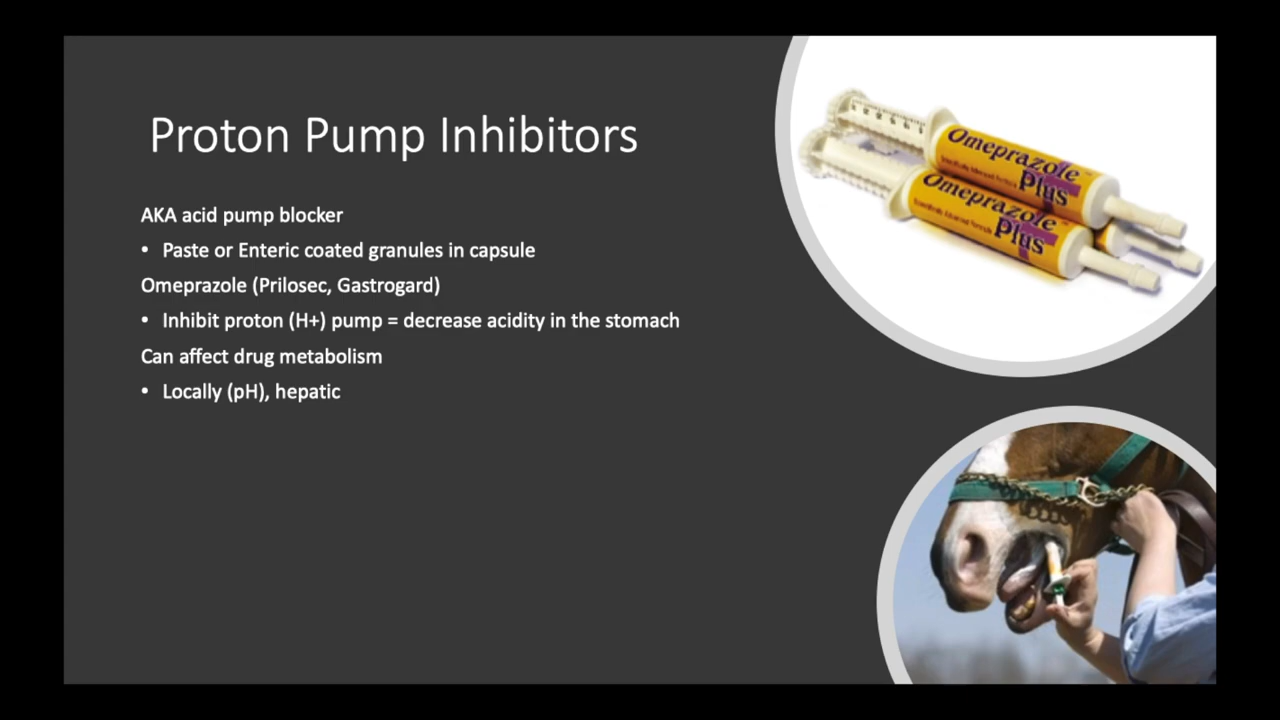 Proton Pump Inhibitors
AKA acid pump blocker
• Paste or Enteric coated granules in capsule
Omeprazole (Prilosec, Gastrogard)
• Inhibit proton (H+) pump = decrease acidity in the stomach
Can affect drug metabolism
• Locally (pH), hepatic
Omeprazole
Plus
Omeprazole
Plus